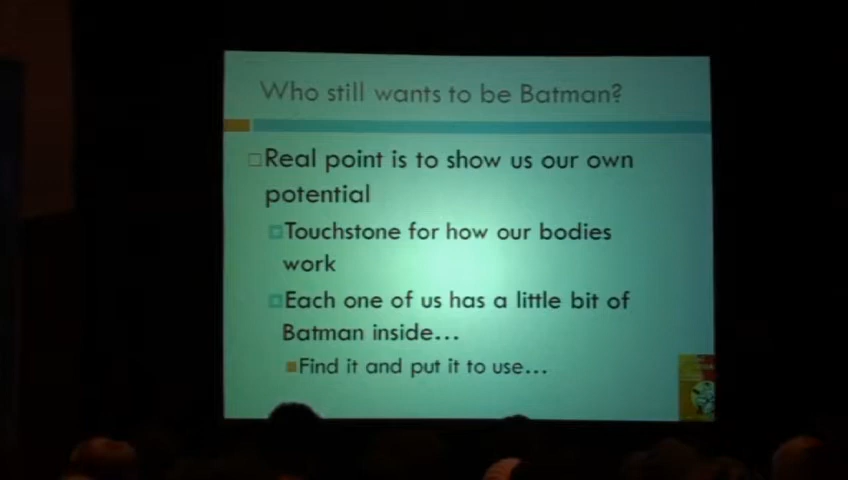 Who still wants to be Batman?
Real point is to show us our own
potential
Touchstone for how our bodies
work
Each one of us has a little bit of
Batman inside...
Find it and put it to use...